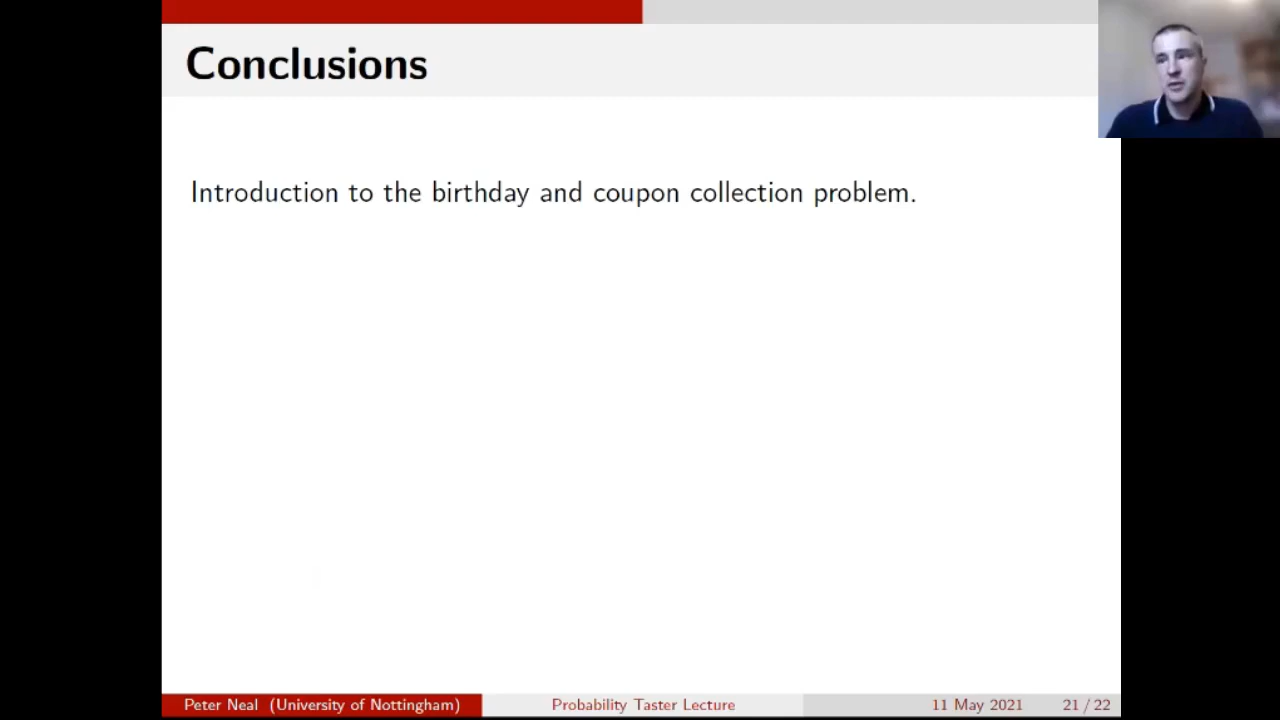 Conclusions
Introduction to the birthday and coupon collection problem.
Peter Neal (University of Nottingham) Probability Taster Lecture 11 May 2021 21 / 22